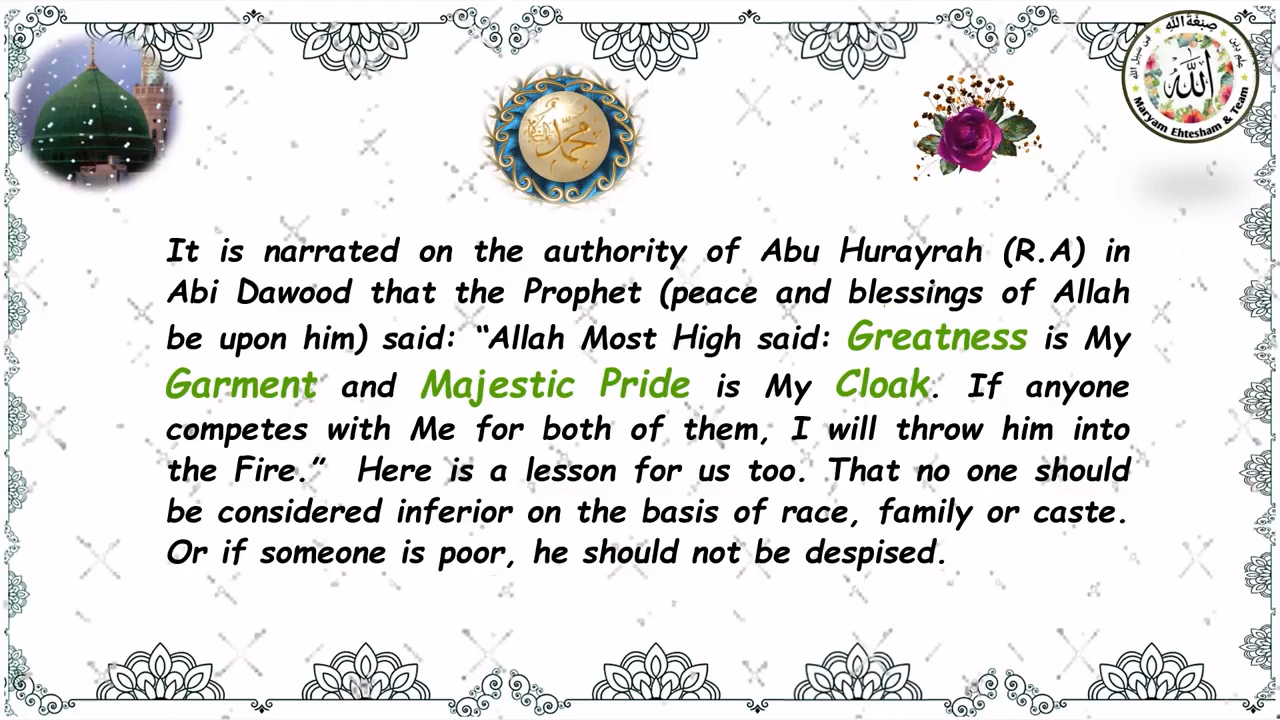 صِبْغَةَ اللّٰهِ
اللّٰه
Maryam Ehtesham & Team
محمد
It is narrated on the authority of Abu Hurayrah (R.A) in
Abi Dawood that the Prophet (peace and blessings of Allah
be upon him) said: “Allah Most High said: Greatness is My
Garment and Majestic Pride is My Cloak. If anyone
competes with Me for both of them, I will throw him into
the Fire.”  Here is a lesson for us too. That no one should
be considered inferior on the basis of race, family or caste.
Or if someone is poor, he should not be despised.